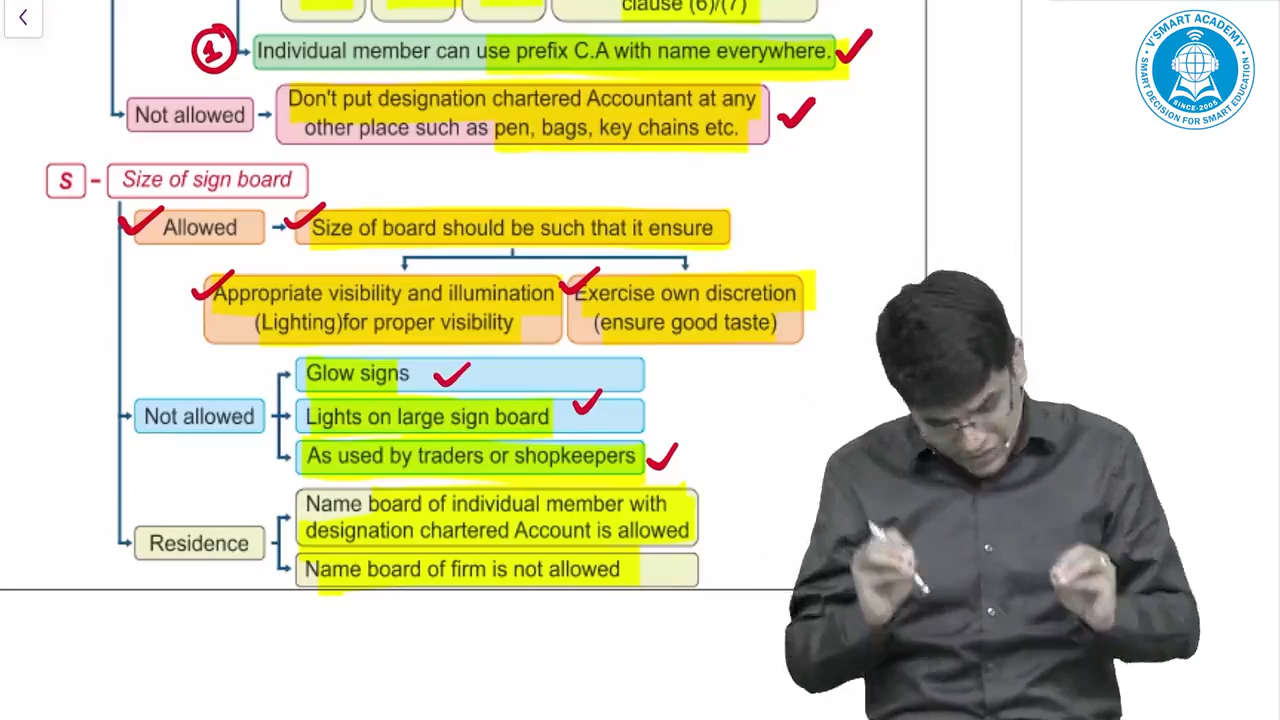 clause (6)/(7)
1
Individual member can use prefix C.A with name everywhere.
Not allowed
Don't put designation chartered Accountant at any
other place such as pen, bags, key chains etc.
S - Size of sign board
Allowed
Size of board should be such that it ensure
Appropriate visibility and illumination
(Lighting)for proper visibility
Exercise own discretion
(ensure good taste)
Not allowed
Glow signs
Lights on large sign board
As used by traders or shopkeepers
Residence
Name board of individual member with
designation chartered Account is allowed
Name board of firm is not allowed
V'SMART ACADEMY
SINCE-2005
SMART DECISION FOR SMART EDUCATION